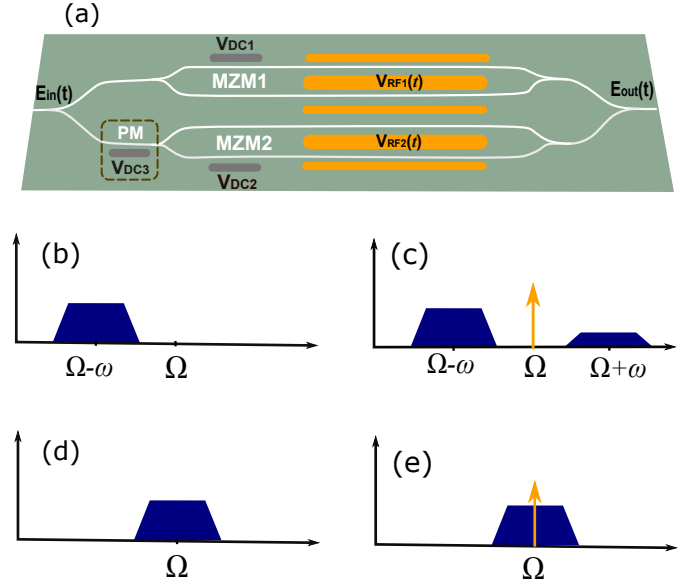 (a)
VDC1
MZM1
VRF1(t)
Ein(t)
Eout(t)
PM
VDC3
MZM2
VRF2(t)
VDC2
(b)
Ω-ω
Ω
(c)
Ω-ω
Ω
Ω+ω
(d)
Ω
(e)
Ω